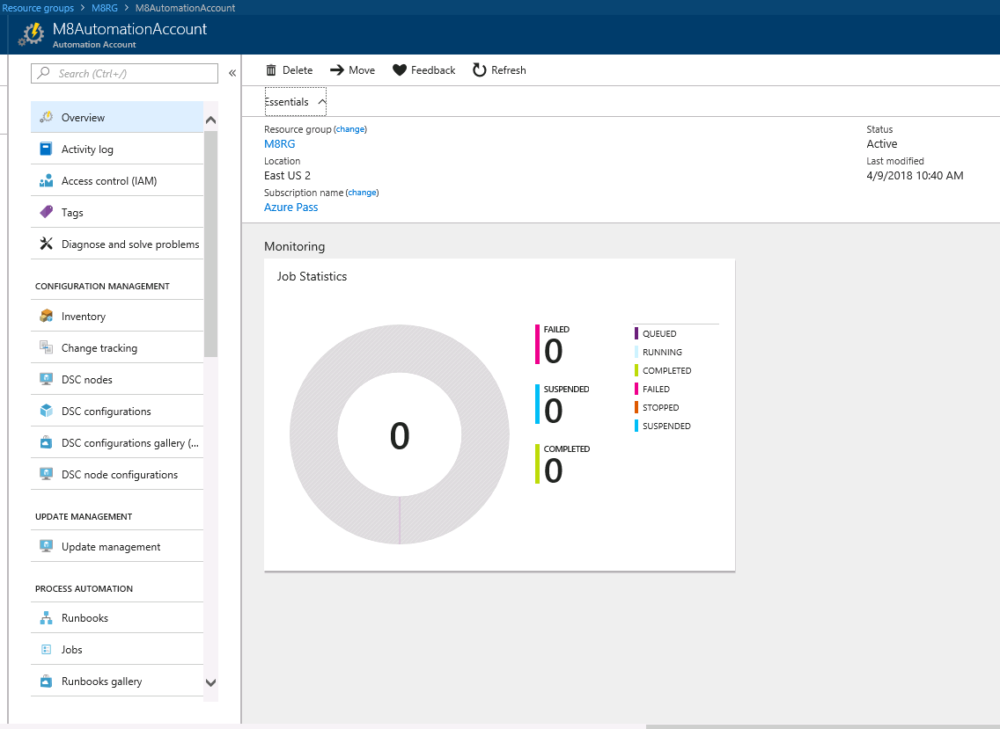 Resource groups > M8RG > M8AutomationAccount
M8AutomationAccount
Automation Account
Search (Ctrl+/)
«
Overview
Activity log
Access control (IAM)
Tags
Diagnose and solve problems
CONFIGURATION MANAGEMENT
Inventory
Change tracking
DSC nodes
DSC configurations
DSC configurations gallery (...
DSC node configurations
UPDATE MANAGEMENT
Update management
PROCESS AUTOMATION
Runbooks
Jobs
Runbooks gallery
Delete Move Feedback Refresh
Essentials
Resource group (change)
M8RG
Location
East US 2
Subscription name (change)
Azure Pass
Status
Active
Last modified
4/9/2018 10:40 AM
Monitoring
Job Statistics
0
FAILED
0
SUSPENDED
0
COMPLETED
0
QUEUED
RUNNING
COMPLETED
FAILED
STOPPED
SUSPENDED